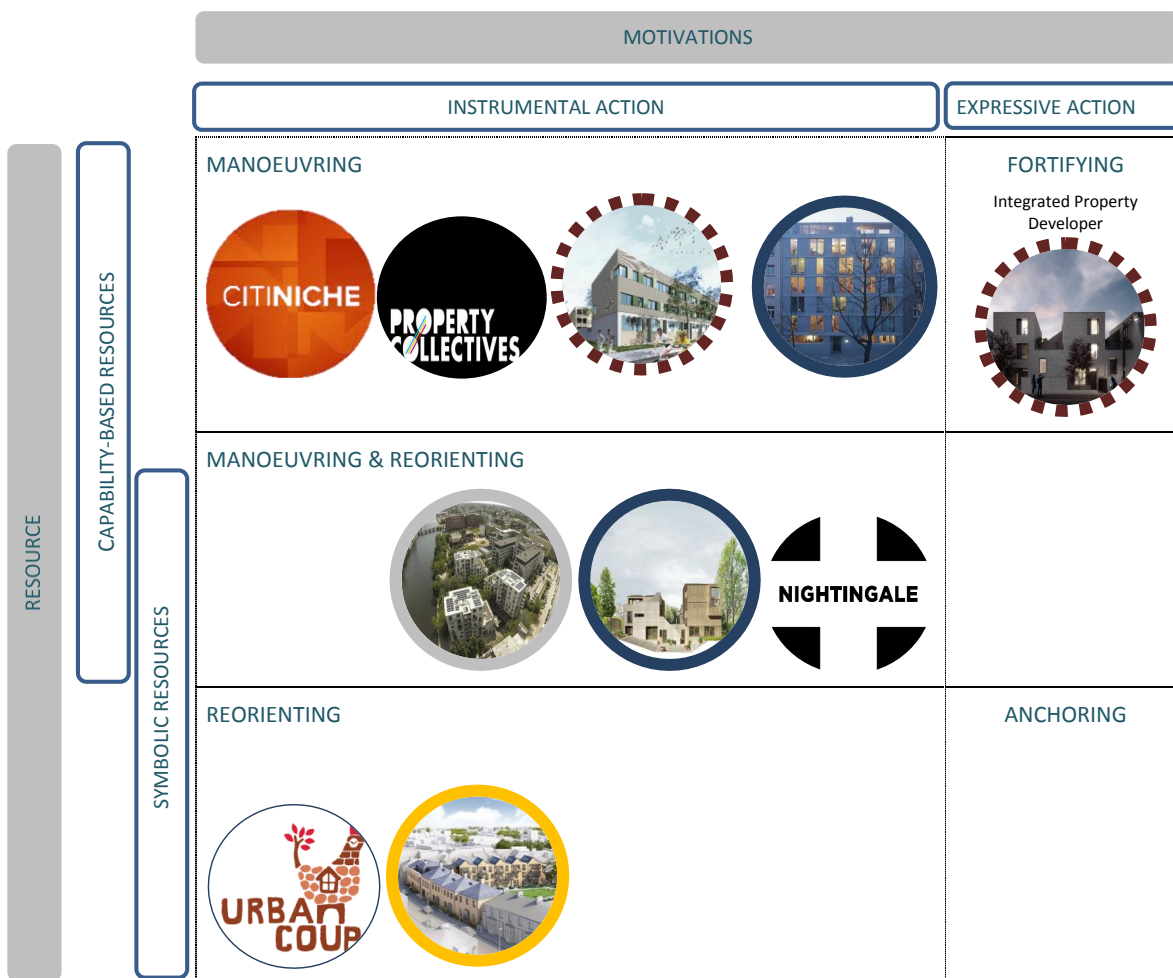 MOTIVATIONS
INSTRUMENTAL ACTION
EXPRESSIVE ACTION
RESOURCE
CAPABILITY-BASED RESOURCES
SYMBOLIC RESOURCES
MANOEUVRING
CITINICHE
PROPERTY
COLLECTIVES
FORTIFYING
Integrated Property
Developer
MANOEUVRING & REORIENTING
NIGHTINGALE
REORIENTING
URBAN
COUP
ANCHORING